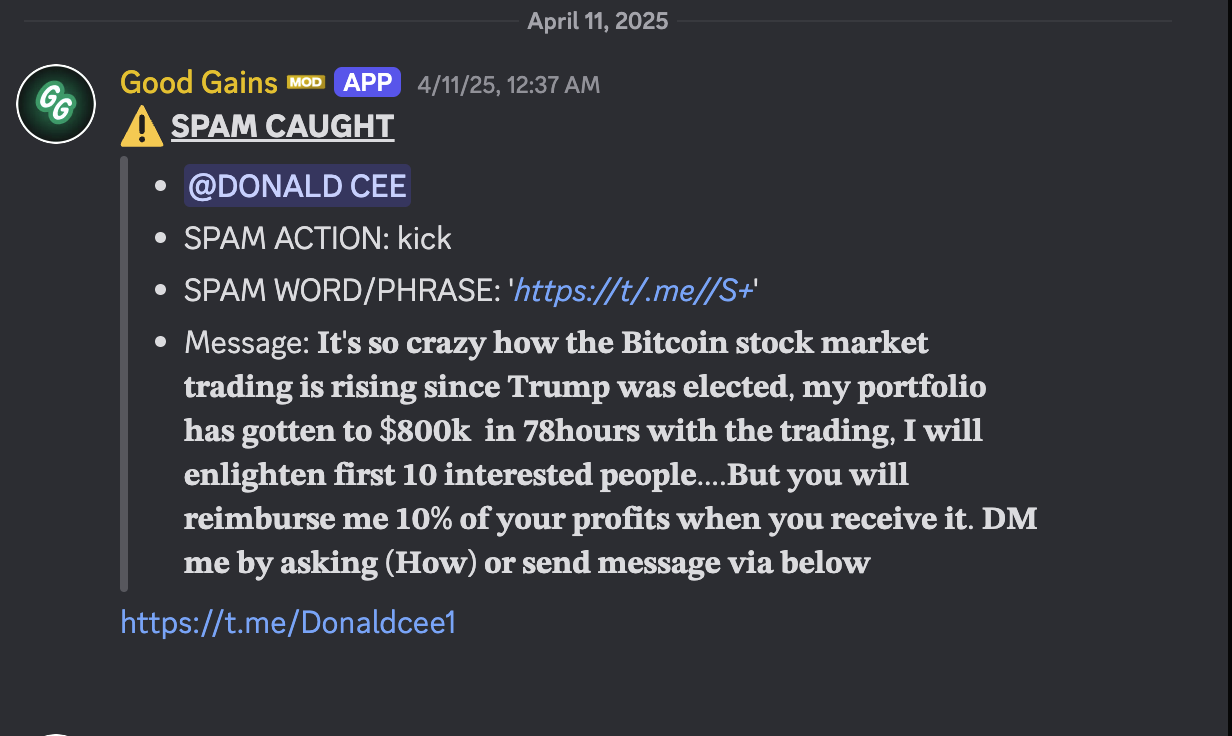 April 11, 2025
GG
Good Gains MOD APP 4/11/25, 12:37 AM
⚠️ SPAM CAUGHT
• @DONALD CEE
• SPAM ACTION: kick
• SPAM WORD/PHRASE: 'https://t/.me//S+'
• Message: It's so crazy how the Bitcoin stock market
trading is rising since Trump was elected, my portfolio
has gotten to $800k in 78hours with the trading, I will
enlighten first 10 interested people....But you will
reimburse me 10% of your profits when you receive it. DM
me by asking (How) or send message via below
https://t.me/Donaldcee1